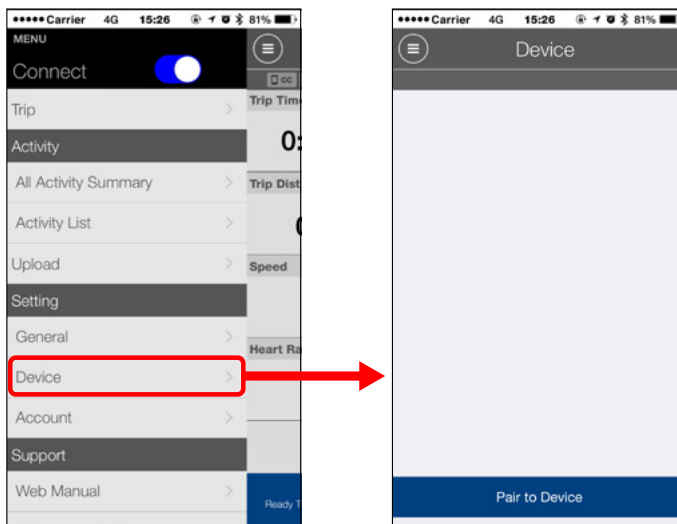 Carrier 4G 15:26 81%
MENU
Connect
Trip
Activity
All Activity Summary
Activity List
Upload
Setting
General
Device
Account
Support
Web Manual
CC
Trip Tim
0:
Trip Dist
Speed
Heart Ra
Ready T
Carrier 4G 15:26 81%
Device
Pair to Device